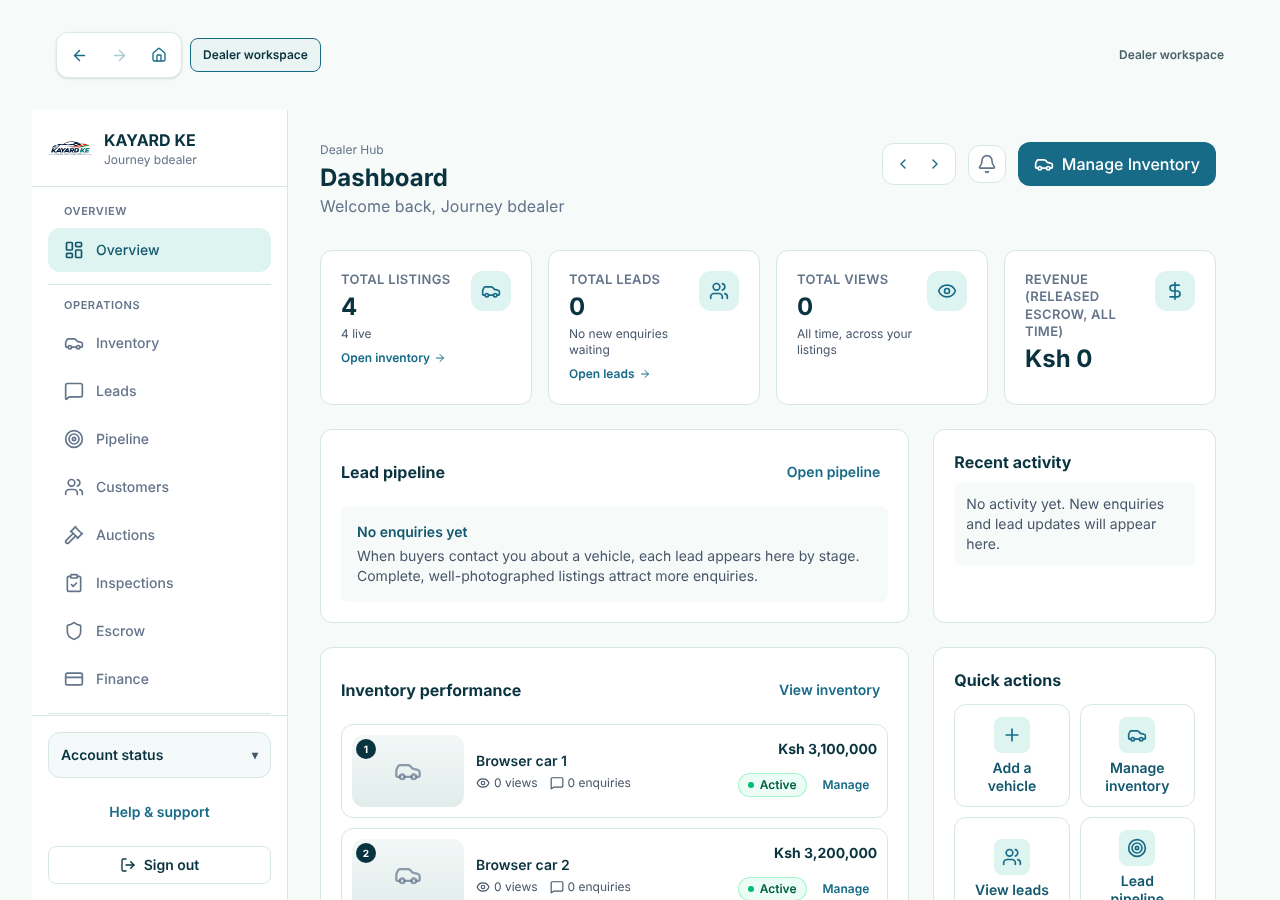 Dealer workspace
Dealer workspace
KAYARD KE
KAYARD KE
Journey bdealer
OVERVIEW
Overview
OPERATIONS
Inventory
Leads
Pipeline
Customers
Auctions
Inspections
Escrow
Finance
Account status
Help & support
Sign out
Dealer Hub
Dashboard
Welcome back, Journey bdealer
Manage Inventory
TOTAL LISTINGS
4
4 live
Open inventory →
TOTAL LEADS
0
No new enquiries
waiting
Open leads →
TOTAL VIEWS
0
All time, across your
listings
REVENUE
(RELEASED
ESCROW, ALL
TIME)
Ksh 0
Lead pipeline
Open pipeline
No enquiries yet
When buyers contact you about a vehicle, each lead appears here by stage.
Complete, well-photographed listings attract more enquiries.
Recent activity
No activity yet. New enquiries
and lead updates will appear
here.
Inventory performance
View inventory
1
Browser car 1
0 views
0 enquiries
Ksh 3,100,000
Active
Manage
2
Browser car 2
0 views
0 enquiries
Ksh 3,200,000
Active
Manage
Quick actions
Add a
vehicle
Manage
inventory
View leads
Lead
pipeline